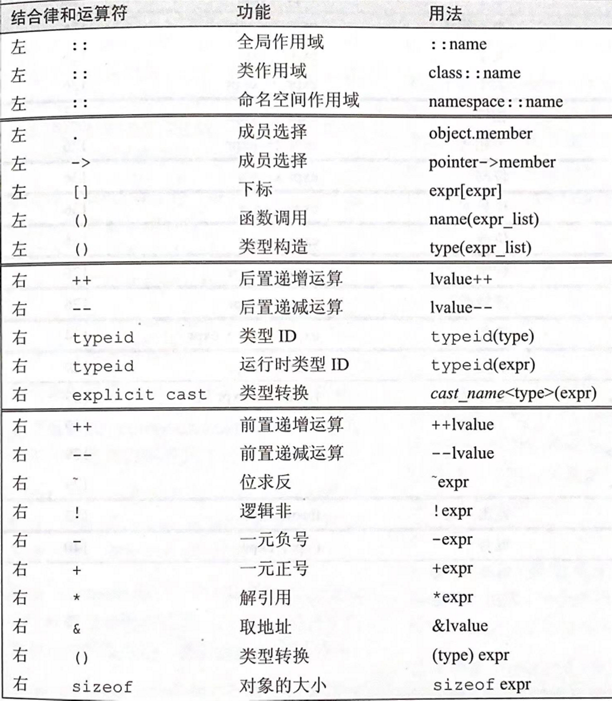 结合律和运算符 功能 用法
左 :: 全局作用域 ::name
左 :: 类作用域 class::name
左 :: 命名空间作用域 namespace::name
左 . 成员选择 object.member
左 -> 成员选择 pointer->member
左 [] 下标 expr[expr]
左 () 函数调用 name(expr_list)
左 () 类型构造 type(expr_list)
右 ++ 后置递增运算 lvalue++
右 -- 后置递减运算 lvalue--
右 typeid 类型 ID typeid(type)
右 typeid 运行时类型 ID typeid(expr)
右 explicit cast 类型转换 cast_name<type>(expr)
右 ++ 前置递增运算 ++lvalue
右 -- 前置递减运算 --lvalue
右 ~ 位求反 ~expr
右 ! 逻辑非 !expr
右 - 一元负号 -expr
右 + 一元正号 +expr
右 * 解引用 *expr
右 & 取地址 &lvalue
右 () 类型转换 (type) expr
右 sizeof 对象的大小 sizeof expr